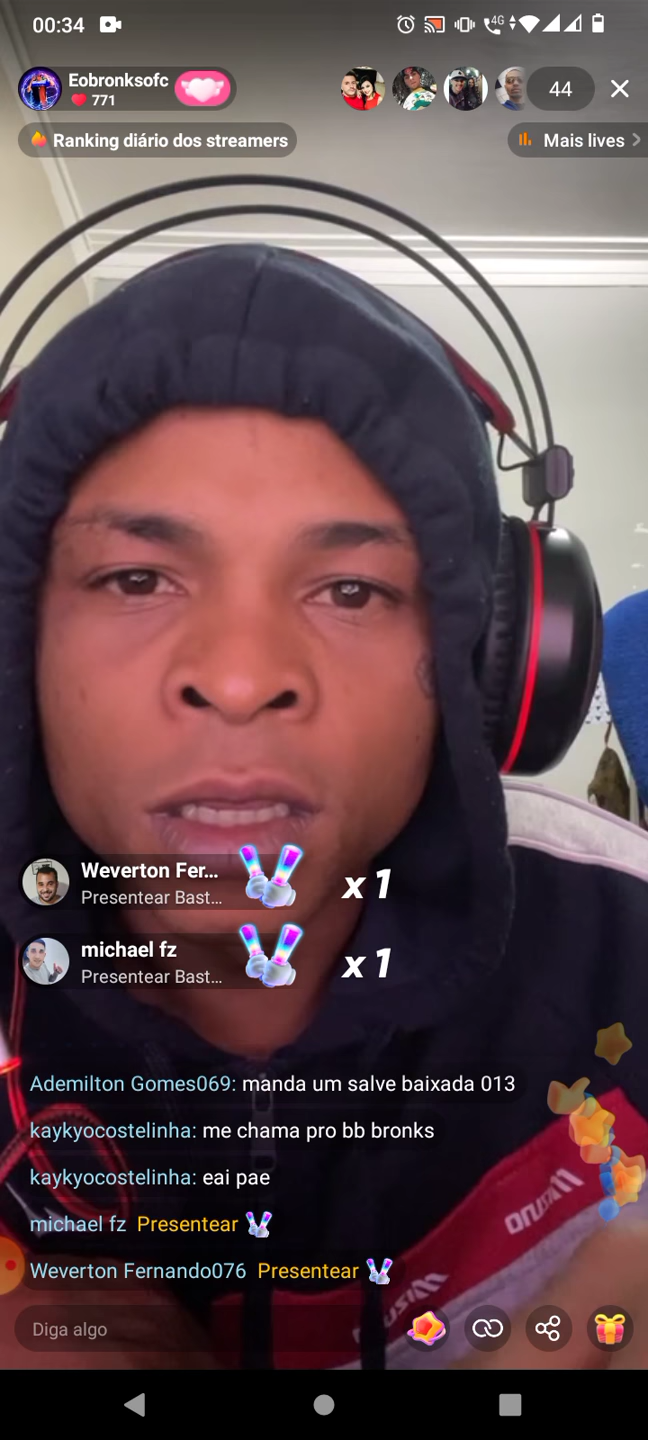 00:34
4G
Eobronksofc
771
44
Ranking diário dos streamers
Mais lives
Weverton Fer...
Presentear Bast...
x 1
michael fz
Presentear Bast...
x 1
Ademilton Gomes069: manda um salve baixada 013
kaykyocostelinha: me chama pro bb bronks
kaykyocostelinha: eai pae
michael fz Presentear
Weverton Fernando076 Presentear
Diga algo